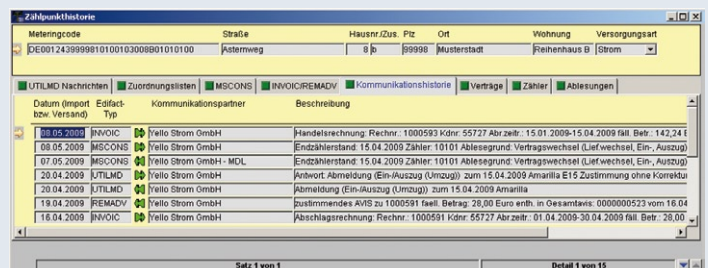 Zählpunkthistorie
Meteringcode Straße Hausnr./Zus. Plz Ort Wohnung Versorgungsart
DE0012439999810100103008B01010100 Asternweg 8 b 99998 Musterstadt Reihenhaus B Strom
UTILMD Nachrichten Zuordnungslisten MSCONS INVOIC/REMADV Kommunikationshistorie Verträge Zähler Ablesungen
Datum (Import bzw. Versand) Edifact-Typ Kommunikationspartner Beschreibung
08.05.2009 INVOIC Yello Strom GmbH Handelsrechnung: Rechnr.: 1000593 Kdnr: 55727 Abr.zeitr.: 15.01.2009-15.04.2009 fäll. Betr.: 142,24 E
08.05.2009 MSCONS Yello Strom GmbH Endzählerstand: 15.04.2009 Zähler: 10101 Ablesegrund: Vertragswechsel (Lief.wechsel, Ein-, Auszug)
07.05.2009 MSCONS Yello Strom GmbH - MDL Endzählerstand: 15.04.2009 Zähler: 10101 Ablesegrund: Vertragswechsel (Lief.wechsel, Ein-, Auszug)
20.04.2009 UTILMD Yello Strom GmbH Antwort: Abmeldung (Ein-/Auszug (Umzug)) zum 15.04.2009 Amarilla E15 Zustimmung ohne Korrektur
20.04.2009 UTILMD Yello Strom GmbH Abmeldung (Ein-/Auszug (Umzug)) zum 15.04.2009 Amarilla
19.04.2009 REMADV Yello Strom GmbH zustimmendes AVIS zu 1000591 faell. Betrag: 28,00 Euro enth. in Gesamtavis: 0000000523 vom 16.04
16.04.2009 INVOIC Yello Strom GmbH Abschlagsrechnung: Rechnr.: 1000591 Kdnr: 55727 Abr.zeitr.: 01.04.2009-30.04.2009 fäll. Betr.: 28,00
Satz 1 von 1 Detail 1 von 15